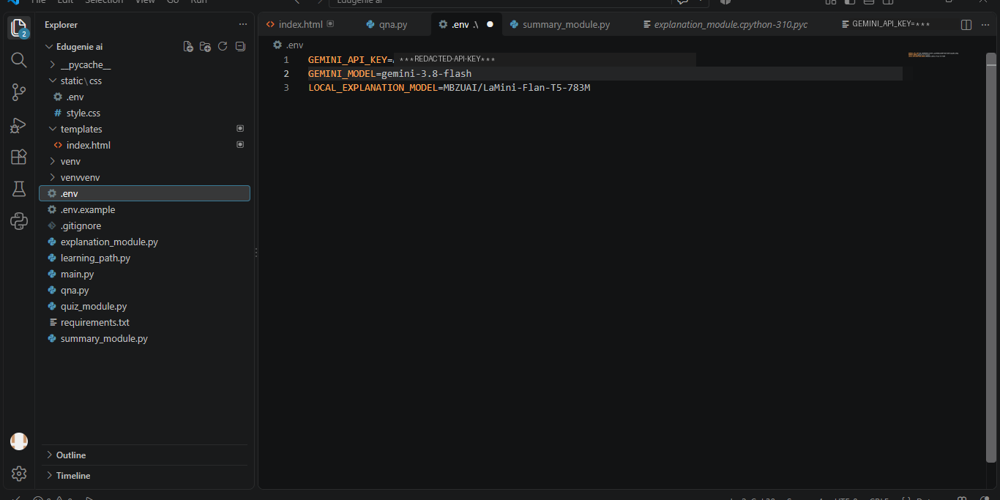 File Edit Selection View Go Run
Edugenie ai
Explorer
index.html
qna.py
.env .\
summary_module.py
explanation_module.cpython-310.pyc
GEMINI_API_KEY=***
2
Edugenie ai
.env
__pycache__
1 GEMINI_API_KEY= ***REDACTED-API-KEY***
static\css
2 GEMINI_MODEL=gemini-3.8-flash
.env
3 LOCAL_EXPLANATION_MODEL=MBZUAI/LaMini-Flan-T5-783M
style.css
templates
index.html
venv
venvvenv
.env
.env.example
.gitignore
explanation_module.py
learning_path.py
main.py
qna.py
quiz_module.py
requirements.txt
summary_module.py
Outline
Timeline